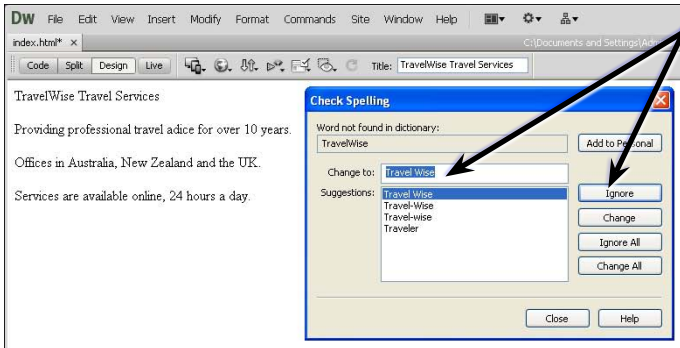 DW File Edit View Insert Modify Format Commands Site Window Help
index.html* ×
C:\Documents and Settings\
Code Split Design Live Title: TravelWise Travel Services
TravelWise Travel Services
Providing professional travel adice for over 10 years.
Offices in Australia, New Zealand and the UK.
Services are available online, 24 hours a day.
Check Spelling
Word not found in dictionary:
TravelWise Add to Personal
Change to: Travel Wise
Suggestions: Travel Wise Ignore
Travel-Wise
Travel-wise Change
Traveler
Ignore All
Change All
Close Help